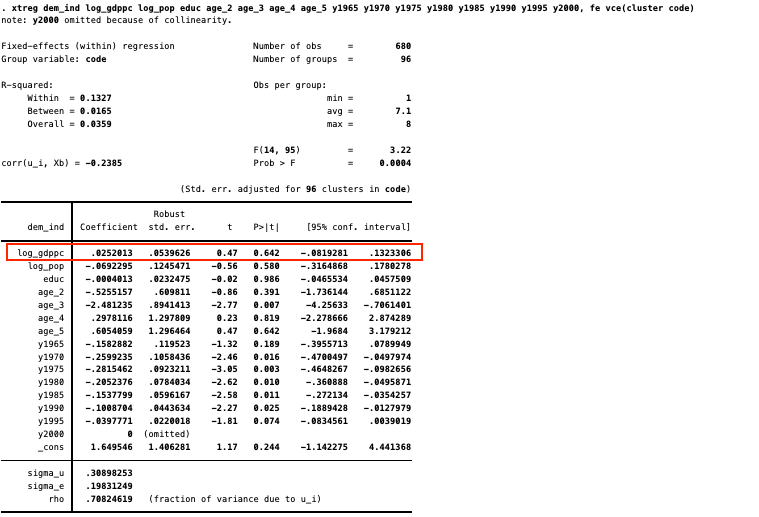 . xtreg dem_ind log_gdppc log_pop educ age_2 age_3 age_4 age_5 y1965 y1970 y1975 y1980 y1985 y1990 y1995 y2000, fe vce(cluster code)
note: y2000 omitted because of collinearity.
Fixed-effects (within) regression Number of obs = 680
Group variable: code Number of groups = 96
R-squared: Obs per group:
Within = 0.1327 min = 1
Between = 0.0165 avg = 7.1
Overall = 0.0359 max = 8
F(14, 95) = 3.22
corr(u_i, Xb) = -0.2385 Prob > F = 0.0004
(Std. err. adjusted for 96 clusters in code)
Robust
dem_ind Coefficient std. err. t P>|t| [95% conf. interval]
log_gdppc .0252013 .0539626 0.47 0.642 -.0819281 .1323306
log_pop -.0692295 .1245471 -0.56 0.580 -.3164868 .1780278
educ -.0004013 .0232475 -0.02 0.986 -.0465534 .0457509
age_2 -.5255157 .609811 -0.86 0.391 -1.736144 .6851122
age_3 -2.481235 .8941413 -2.77 0.007 -4.25633 -.7061401
age_4 .2978116 1.297809 0.23 0.819 -2.278666 2.874289
age_5 .6054059 1.296464 0.47 0.642 -1.9684 3.179212
y1965 -.1582882 .119523 -1.32 0.189 -.3955713 .0789949
y1970 -.2599235 .1058436 -2.46 0.016 -.4700497 -.0497974
y1975 -.2815462 .0923211 -3.05 0.003 -.4648267 -.0982656
y1980 -.2052376 .0784034 -2.62 0.010 -.360888 -.0495871
y1985 -.1537799 .0596167 -2.58 0.011 -.272134 -.0354257
y1990 -.1008704 .0443634 -2.27 0.025 -.1889428 -.0127979
y1995 -.0397771 .0220018 -1.81 0.074 -.0834561 .0039019
y2000 0 (omitted)
_cons 1.649546 1.406281 1.17 0.244 -1.142275 4.441368
sigma_u .30898253
sigma_e .19831249
rho .70824619 (fraction of variance due to u_i)